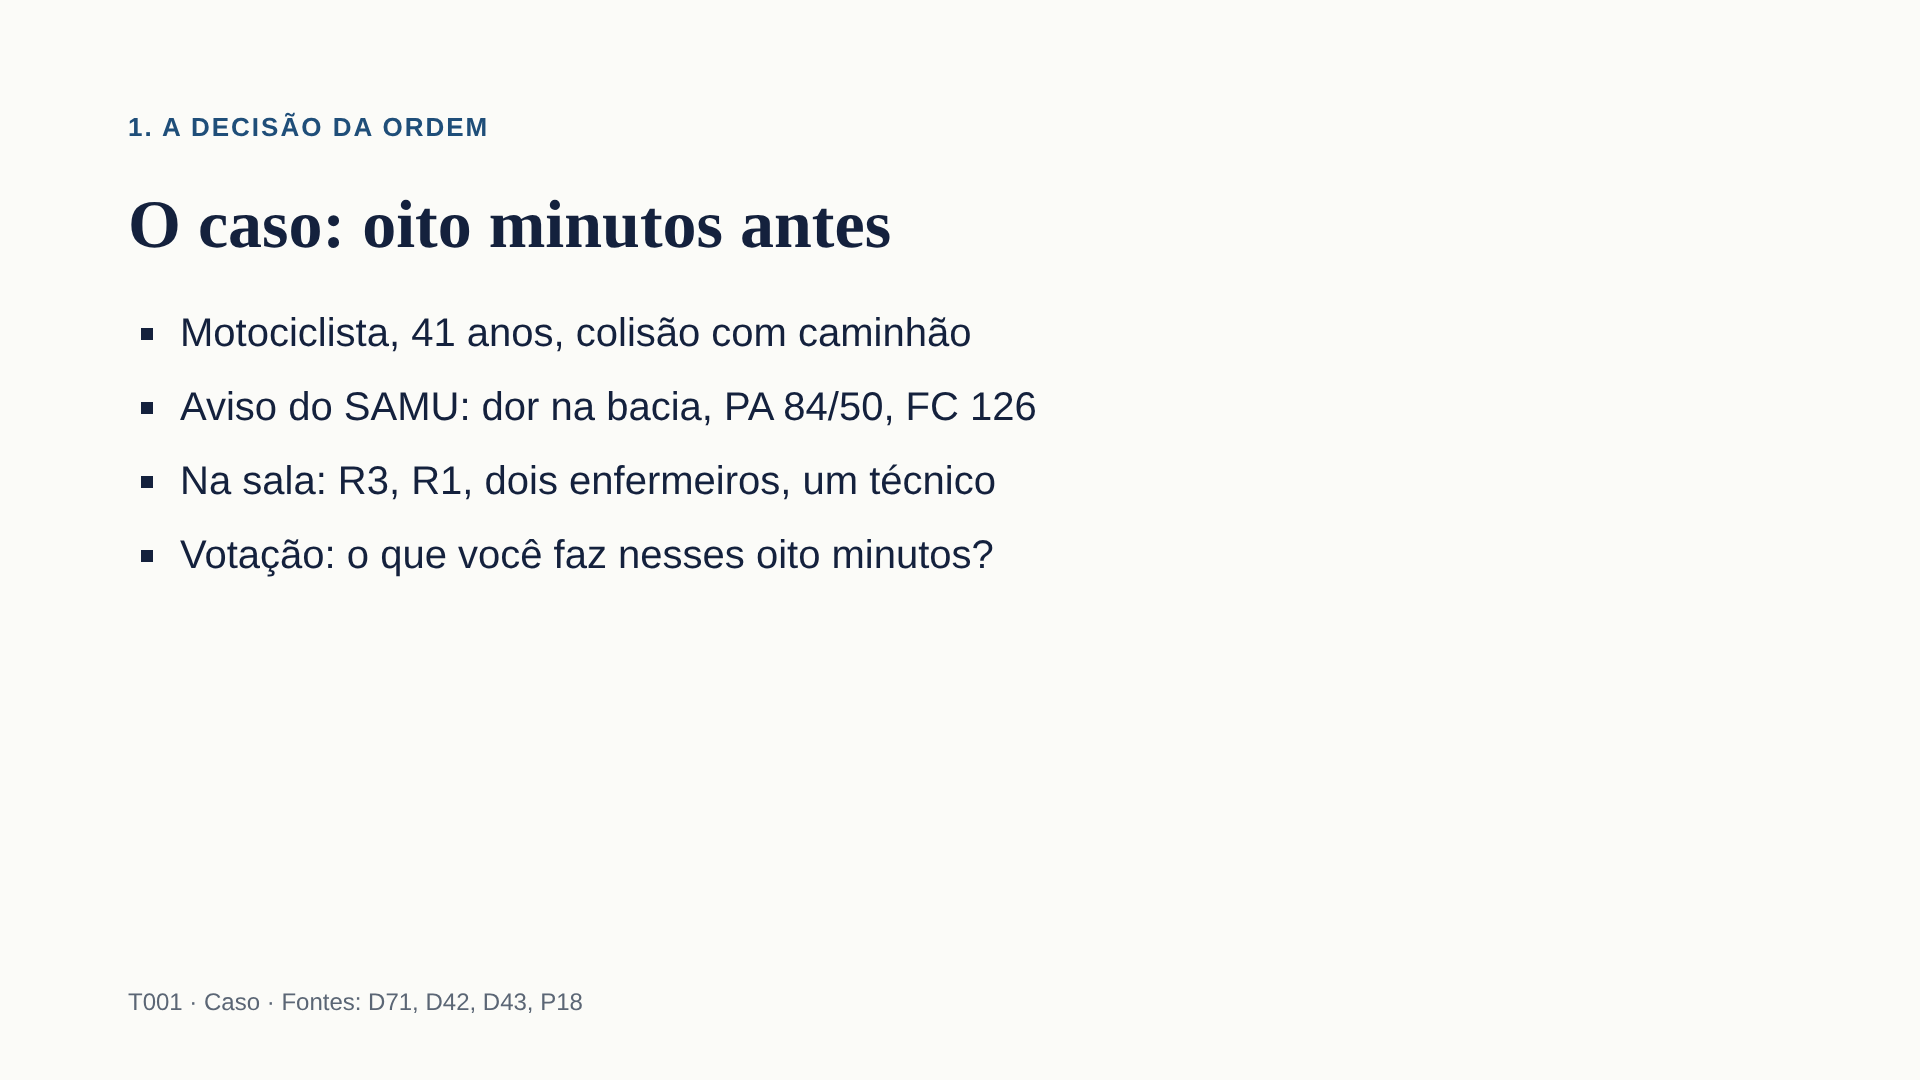 1. A DECISÃO DA ORDEM
O caso: oito minutos antes
▪ Motociclista, 41 anos, colisão com caminhão
▪ Aviso do SAMU: dor na bacia, PA 84/50, FC 126
▪ Na sala: R3, R1, dois enfermeiros, um técnico
▪ Votação: o que você faz nesses oito minutos?
T001 · Caso · Fontes: D71, D42, D43, P18